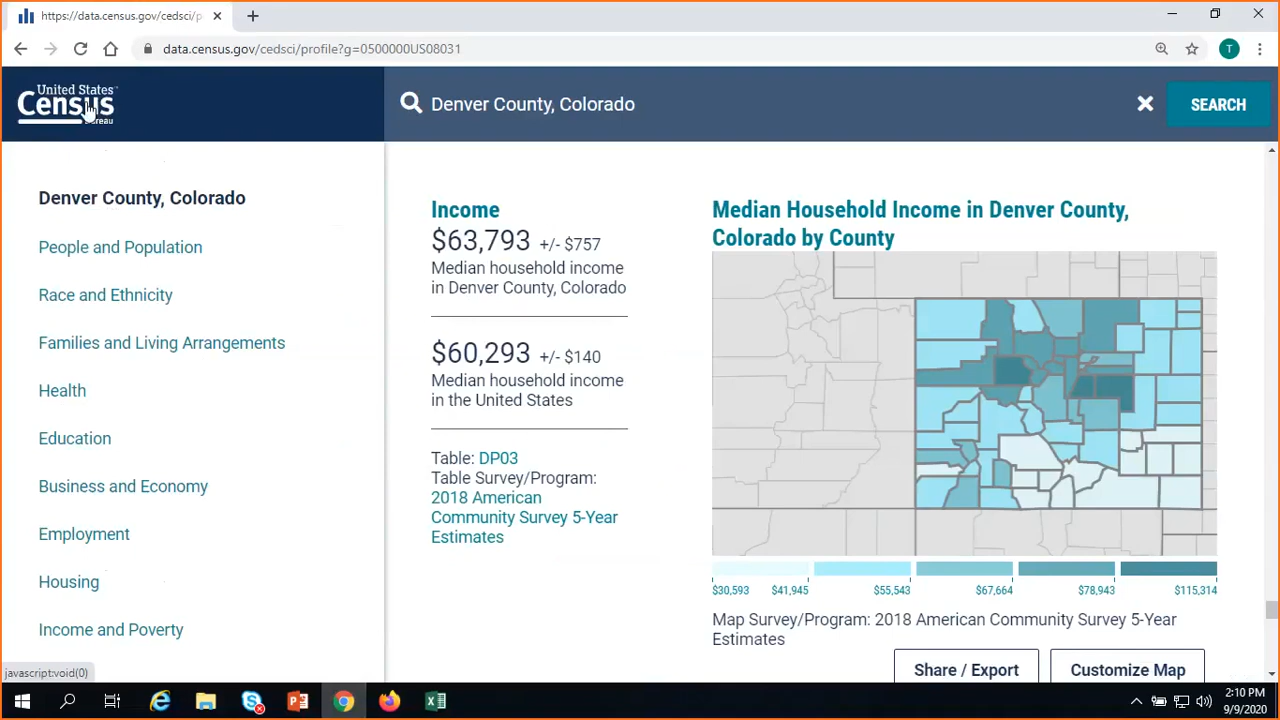 https://data.census.gov/cedsci/p
data.census.gov/cedsci/profile?g=0500000US08031
T
United States
Census
Bureau
Denver County, Colorado
SEARCH
Denver County, Colorado
People and Population
Race and Ethnicity
Families and Living Arrangements
Health
Education
Business and Economy
Employment
Housing
Income and Poverty
javascript:void(0)
Income
$63,793 +/- $757
Median household income
in Denver County, Colorado
$60,293 +/- $140
Median household income
in the United States
Table: DP03
Table Survey/Program:
2018 American
Community Survey 5-Year
Estimates
Median Household Income in Denver County,
Colorado by County
$30,593 $41,945 $55,543 $67,664 $78,943 $115,314
Map Survey/Program: 2018 American Community Survey 5-Year
Estimates
Share / Export
Customize Map
2:10 PM
9/9/2020